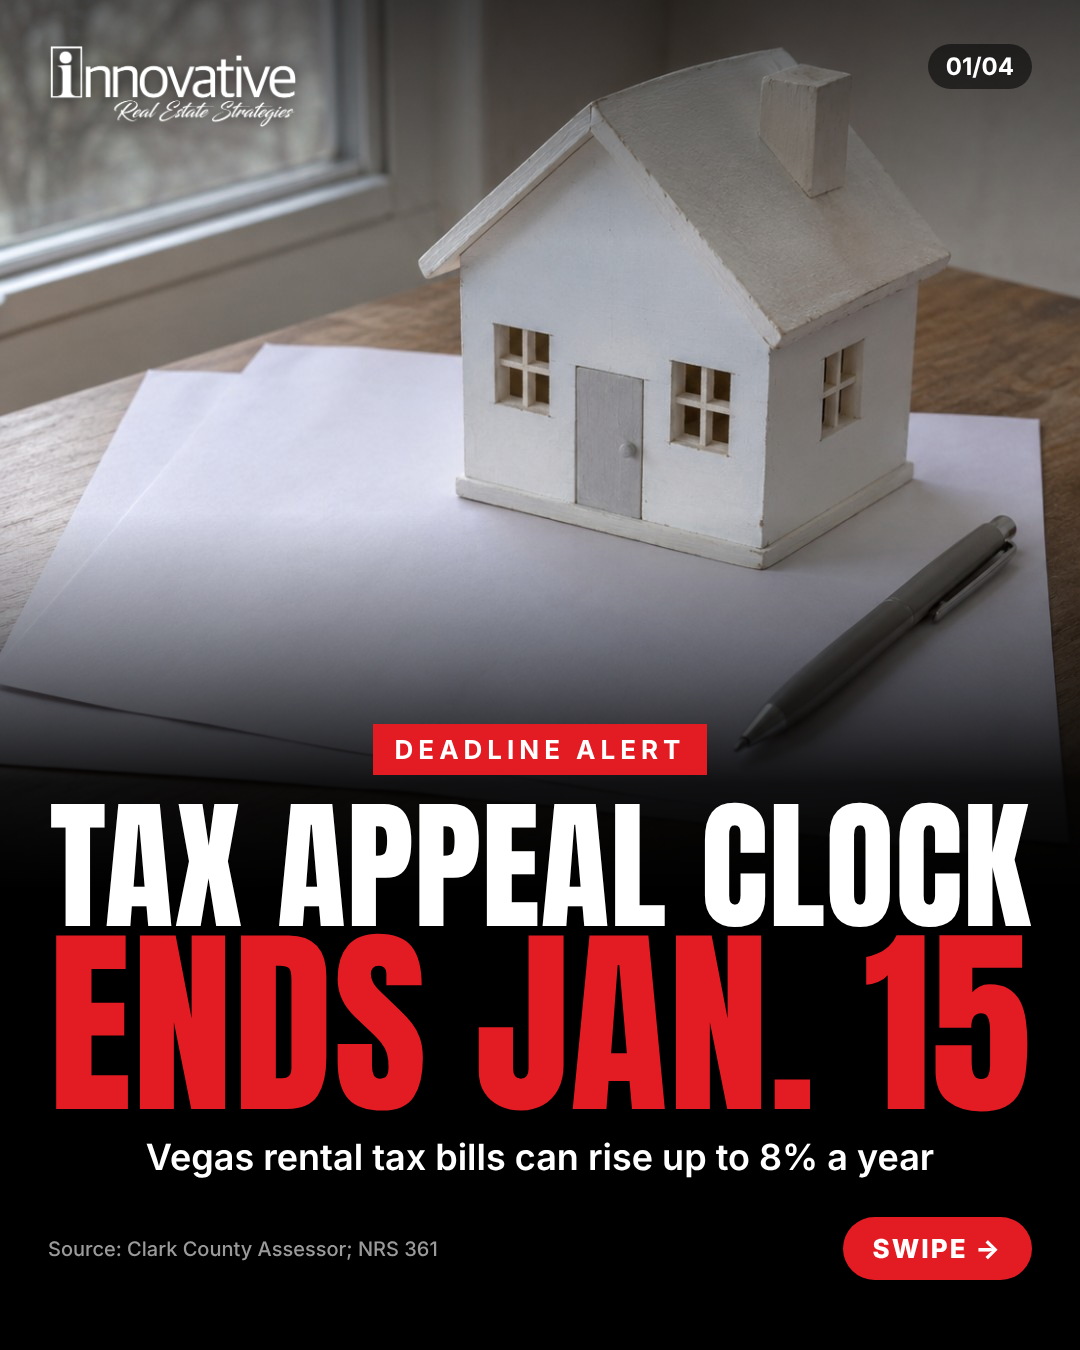 innovative
Real Estate Strategies
01/04
DEADLINE ALERT
TAX APPEAL CLOCK
ENDS JAN. 15
Vegas rental tax bills can rise up to 8% a year
Source: Clark County Assessor; NRS 361
SWIPE →